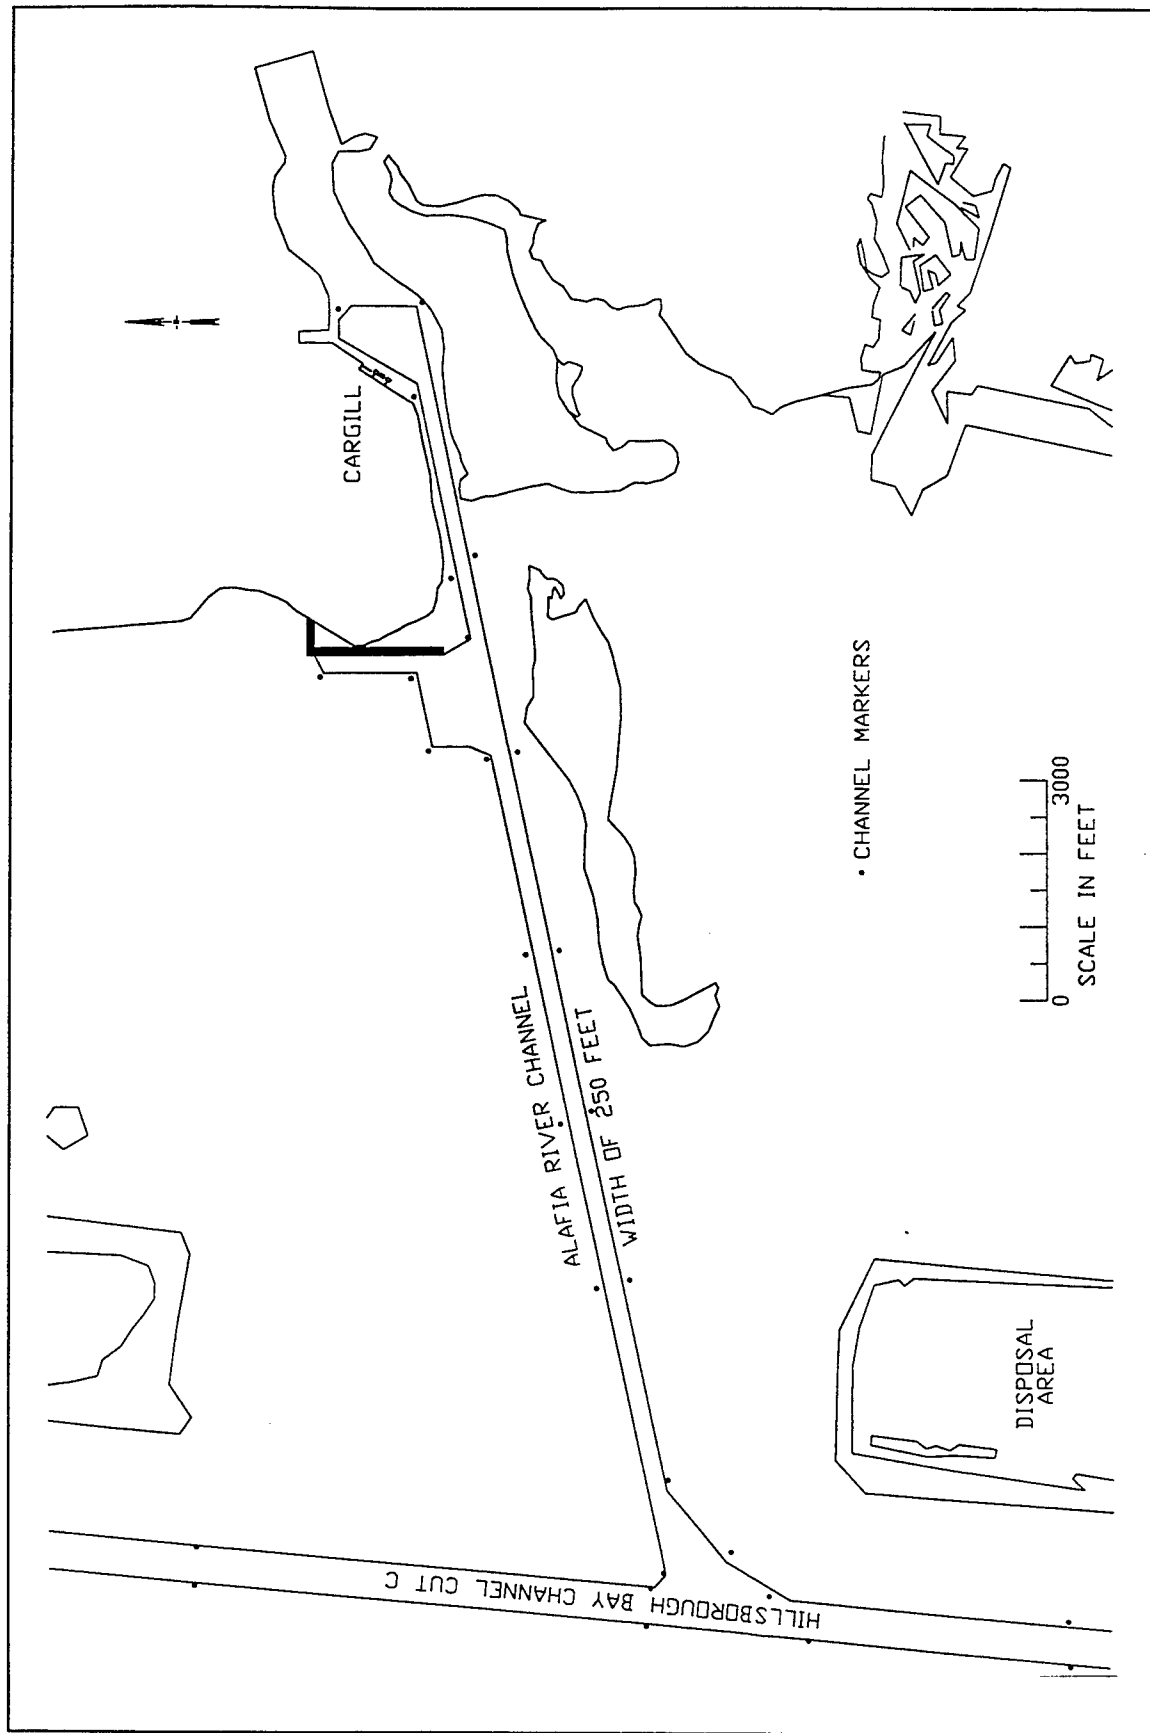 CARGILL
ALAFIA RIVER CHANNEL
WIDTH OF 250 FEET
HILLSBOROUGH BAY CHANNEL CUT C
CHANNEL MARKERS
0 3000
SCALE IN FEET
DISPOSAL
AREA